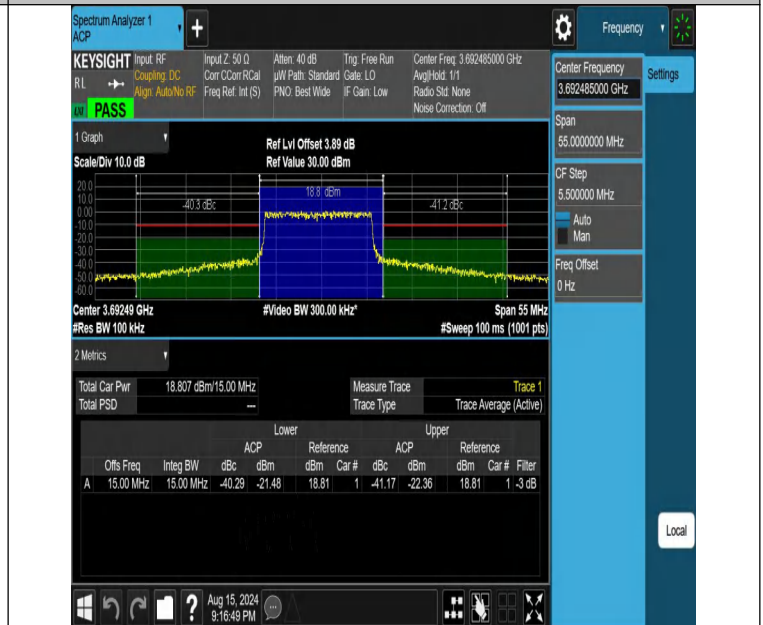 Spectrum Analyzer 1
ACP
+
Frequency
KEYSIGHT Input: RF Input Z: 50 Ω Atten: 40 dB Trig: Free Run Center Freq: 3.692485000 GHz
RL Coupling: DC Corr CCorr RCal µW Path: Standard Gate: LO Avg|Hold: 1/1
Align: Auto/No RF Freq Ref: Int (S) PNO: Best Wide IF Gain: Low Radio Std: None
PASS Noise Correction: Off
Center Frequency
3.692485000 GHz
Settings
Span
55.0000000 MHz
CF Step
5.500000 MHz
Auto
Man
Freq Offset
0 Hz
1 Graph
Scale/Div 10.0 dB
Ref Lvl Offset 3.89 dB
Ref Value 30.00 dBm
20.0
10.0
0.00
-10.0
-20.0
-30.0
-40.0
-50.0
-60.0
-40.3 dBc
18.8 dBm
-41.2 dBc
Center 3.69249 GHz #Video BW 300.00 kHz* Span 55 MHz
#Res BW 100 kHz #Sweep 100 ms (1001 pts)
2 Metrics
Total Car Pwr 18.807 dBm/15.00 MHz Measure Trace Trace 1
Total PSD --- Trace Type Trace Average (Active)
Lower Upper
ACP Reference ACP Reference
Offs Freq Integ BW dBc dBm dBm Car # dBc dBm dBm Car # Filter
A 15.00 MHz 15.00 MHz -40.29 -21.48 18.81 1 -41.17 -22.36 18.81 1 -3 dB
Local
?
Aug 15, 2024
9:16:49 PM